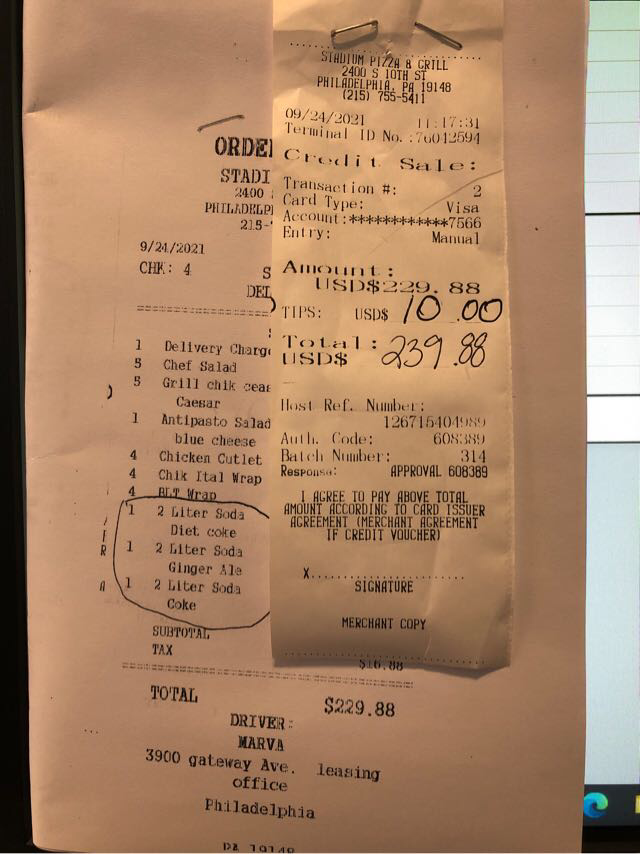 STADIUM PIZZA & GRILL
2400 S 10TH ST
PHILADELPHIA, PA 19148
(215) 755-5411
09/24/2021 11:17:31
Terminal ID No.:76042594
Credit Sale:
Transaction #: 2
Card Type: Visa
Account:************7566
Entry: Manual
Amount:
USD$229.88
TIPS: USD$ 10.00
Total:
USD$ 239.88
Host Ref. Number:
126715404989
Auth. Code: 608389
Batch Number: 314
Response: APPROVAL 608389
I AGREE TO PAY ABOVE TOTAL
AMOUNT ACCORDING TO CARD ISSUER
AGREEMENT (MERCHANT AGREEMENT
IF CREDIT VOUCHER)
X
SIGNATURE
MERCHANT COPY
ORDE
STADI
2400
PHILADELP
215-
9/24/2021
CHK: 4 S
DEL
1 Delivery Charge
5 Chef Salad
5 Grill chik ceas
Caesar
1 Antipasto Salad
blue cheese
4 Chicken Cutlet
4 Chik Ital Wrap
4 BLT Wrap
1 2 Liter Soda
Diet coke
1 2 Liter Soda
Ginger Ale
1 2 Liter Soda
Coke
SUBTOTAL
TAX $16.88
TOTAL $229.88
DRIVER:
MARVA
3900 gateway Ave. leasing
office
Philadelphia
PA 19148